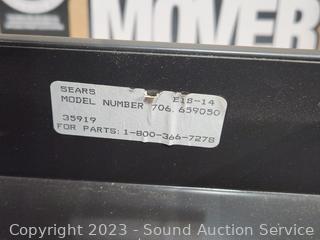 MOVER
SEARS E18-14
MODEL NUMBER 706.659050
35919
FOR PARTS:1-800-366-7278
Copyright 2023 - Sound Auction Service